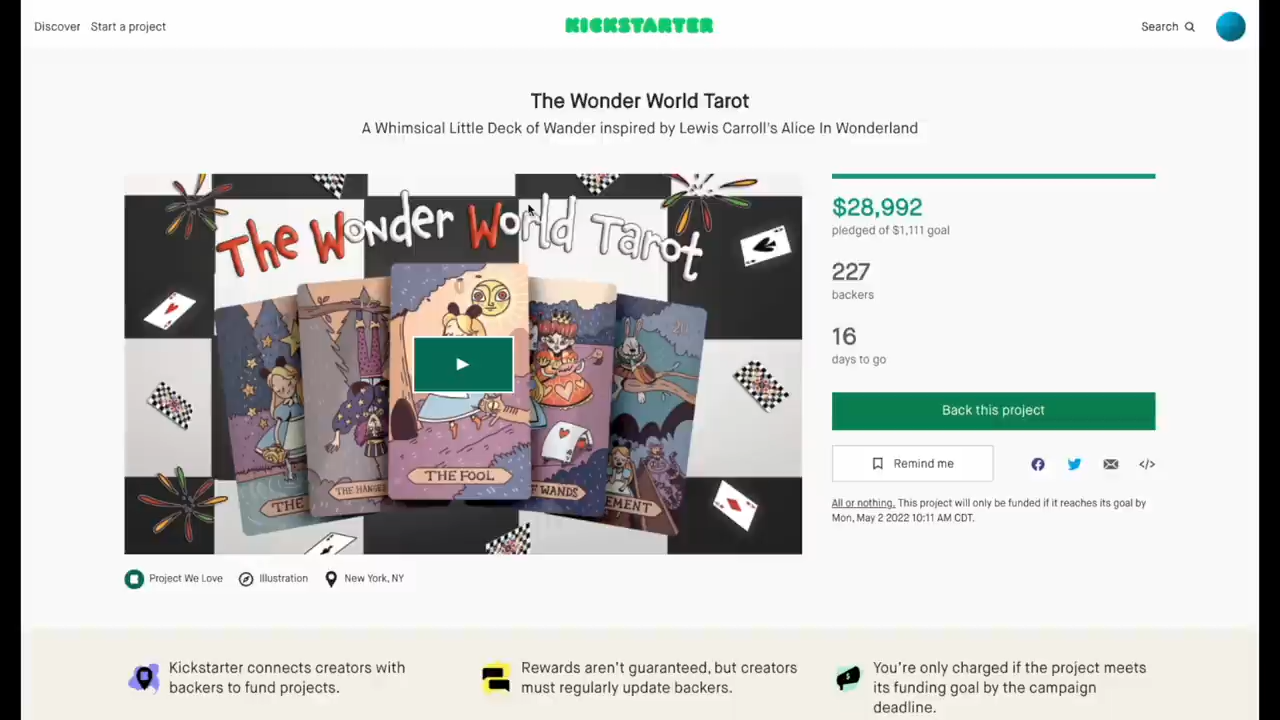 Discover Start a project
KICKSTARTER
Search
The Wonder World Tarot
A Whimsical Little Deck of Wander inspired by Lewis Carroll's Alice In Wonderland
The Wonder World Tarot
THE
THE HANGE
THE FOOL
F WANDS
EMENT
20
$28,992
pledged of $1,111 goal
227
backers
16
days to go
Back this project
Remind me
</>
All or nothing. This project will only be funded if it reaches its goal by
Mon, May 2 2022 10:11 AM CDT.
Project We Love Illustration New York, NY
Kickstarter connects creators with
backers to fund projects.
Rewards aren't guaranteed, but creators
must regularly update backers.
You're only charged if the project meets
its funding goal by the campaign
deadline.